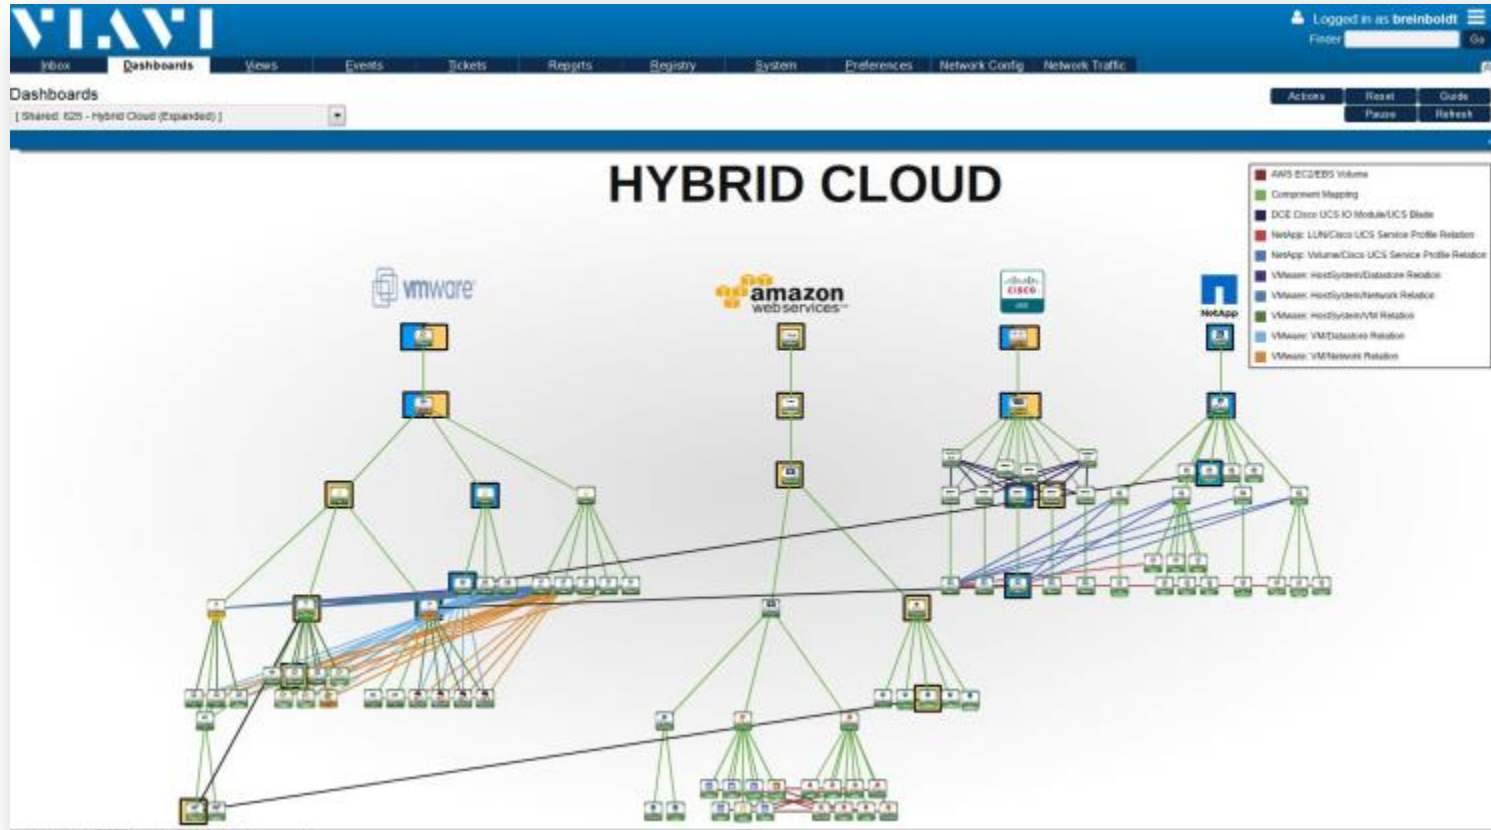 VIAVI
Logged in as breinboldt
Finder
Go
Inbox Dashboards Views Events Tickets Reports Registry System Preferences Network Config Network Traffic
Dashboards
Actions Reset Guide
[ Shared: 625 - Hybrid Cloud (Expanded) ]
Pause Refresh
HYBRID CLOUD
AWS EC2/EBS Volume
Component Mapping
DCE Cisco UCS IO Module/UCS Blade
NetApp: LUN/Cisco UCS Service Profile Relation
NetApp: Volume/Cisco UCS Service Profile Relation
VMware: HostSystem/Datastore Relation
VMware: HostSystem/Network Relation
VMware: HostSystem/VM Relation
VMware: VM/Datastore Relation
VMware: VM/Network Relation
vmware
amazon
webservices™
CISCO
NetApp